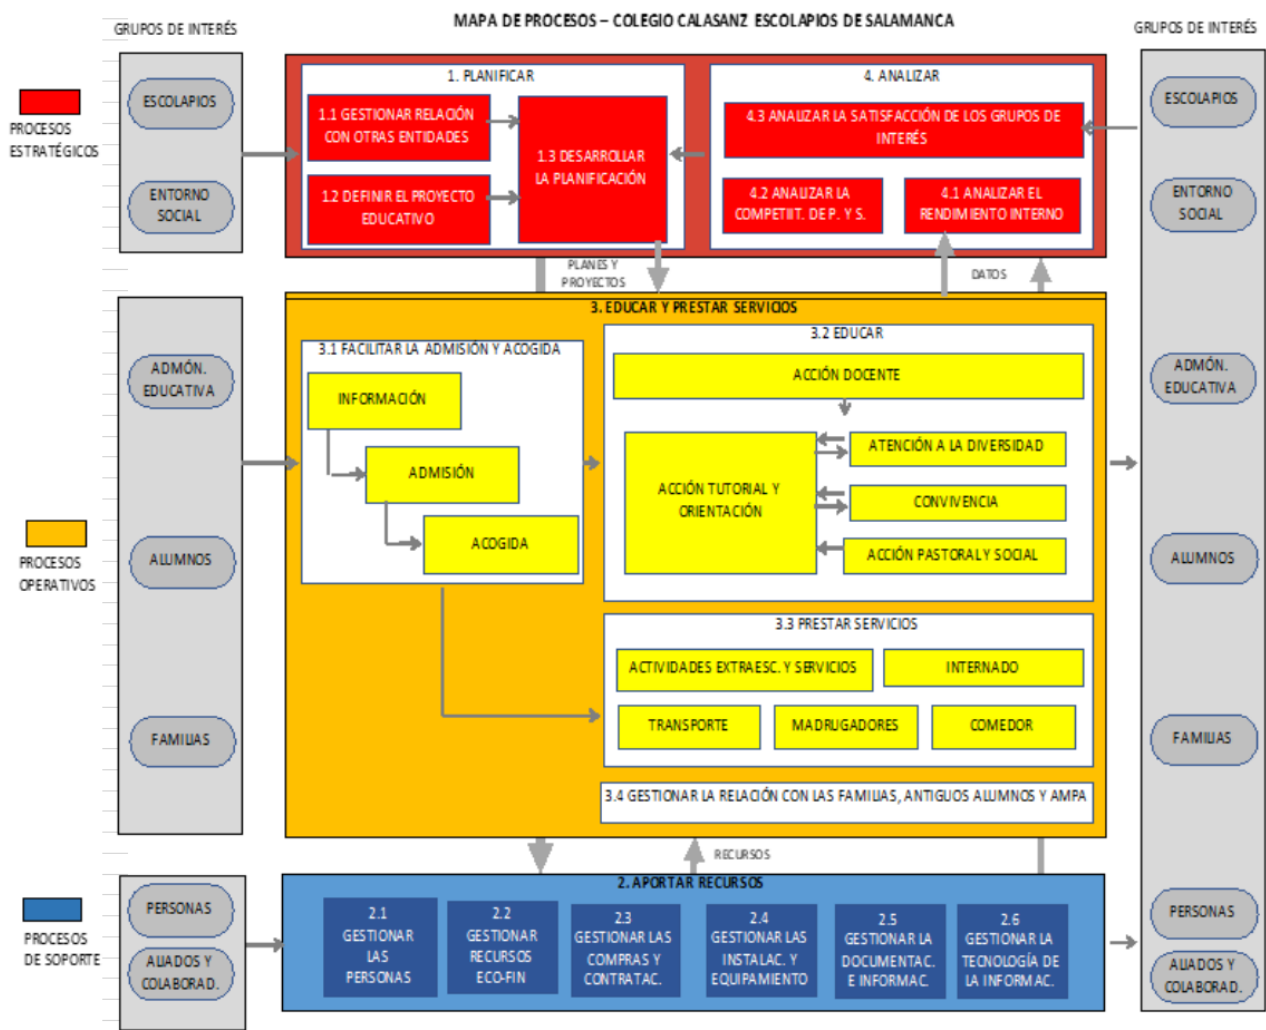 MAPA DE PROCESOS – COLEGIO CALASANZ ESCOLAPIOS DE SALAMANCA
GRUPOS DE INTERÉS
GRUPOS DE INTERÉS
PROCESOS
ESTRATÉGICOS
PROCESOS
OPERATIVOS
PROCESOS
DE SOPORTE
ESCOLAPIOS
ENTORNO
SOCIAL
ADMÓN.
EDUCATIVA
ALUMNOS
FAMILIAS
PERSONAS
ALIADOS Y
COLABORAD.
1. PLANIFICAR
1.1 GESTIONAR RELACIÓN
CON OTRAS ENTIDADES
1.2 DEFINIR EL PROYECTO
EDUCATIVO
1.3 DESARROLLAR
LA PLANIFICACIÓN
4. ANALIZAR
4.3 ANALIZAR LA SATISFACCIÓN DE LOS GRUPOS DE
INTERÉS
4.2 ANALIZAR LA
COMPETIIT. DE P. Y S.
4.1 ANALIZAR EL
RENDIMIENTO INTERNO
PLANES Y
PROYECTOS
DATOS
3. EDUCAR Y PRESTAR SERVICIOS
3.1 FACILITAR LA ADMISIÓN Y ACOGIDA
INFORMACIÓN
ADMISIÓN
ACOGIDA
3.2 EDUCAR
ACCIÓN DOCENTE
ACCIÓN TUTORIAL Y
ORIENTACIÓN
ATENCIÓN A LA DIVERSIDAD
CONVIVENCIA
ACCIÓN PASTORAL Y SOCIAL
3.3 PRESTAR SERVICIOS
ACTIVIDADES EXTRAESC. Y SERVICIOS
INTERNADO
TRANSPORTE
MADRUGADORES
COMEDOR
3.4 GESTIONAR LA RELACIÓN CON LAS FAMILIAS, ANTIGUOS ALUMNOS Y AMPA
RECURSOS
2. APORTAR RECURSOS
2.1
GESTIONAR
LAS
PERSONAS
2.2
GESTIONAR
RECURSOS
ECO-FIN
2.3
GESTIONAR LAS
COMPRAS Y
CONTRATAC.
2.4
GESTIONAR LAS
INSTALAC. Y
EQUIPAMIENTO
2.5
GESTIONAR LA
DOCUMENTAC.
E INFORMAC.
2.6
GESTIONAR LA
TECNOLOGÍA DE
LA INFORMAC.
ESCOLAPIOS
ENTORNO
SOCIAL
ADMÓN.
EDUCATIVA
ALUMNOS
FAMILIAS
PERSONAS
ALIADOS Y
COLABORAD.